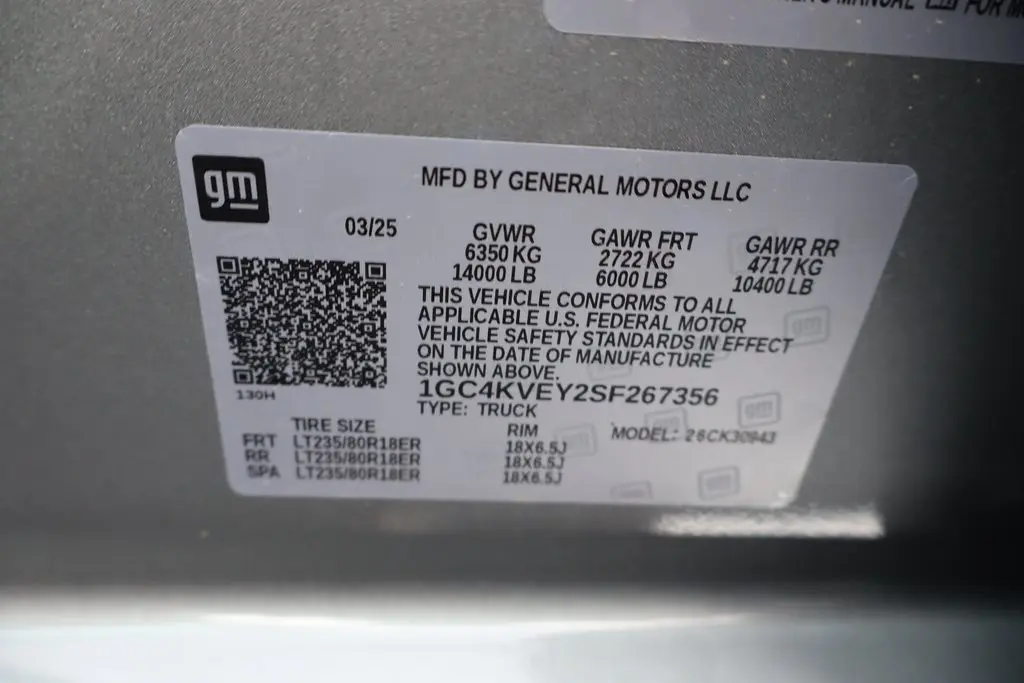 MANUAL
FOR
gm
MFD BY GENERAL MOTORS LLC
03/25
GVWR
6350 KG
14000 LB
GAWR FRT
2722 KG
6000 LB
GAWR RR
4717 KG
10400 LB
THIS VEHICLE CONFORMS TO ALL
APPLICABLE U.S. FEDERAL MOTOR
VEHICLE SAFETY STANDARDS IN EFFECT
ON THE DATE OF MANUFACTURE
SHOWN ABOVE.
1GC4KVEY2SF267356
130H
TYPE: TRUCK
TIRE SIZE RIM MODEL:
FRT LT235/80R18ER 18X6.5J
RR LT235/80R18ER 18X6.5J
SPA LT235/80R18ER 18X6.5J